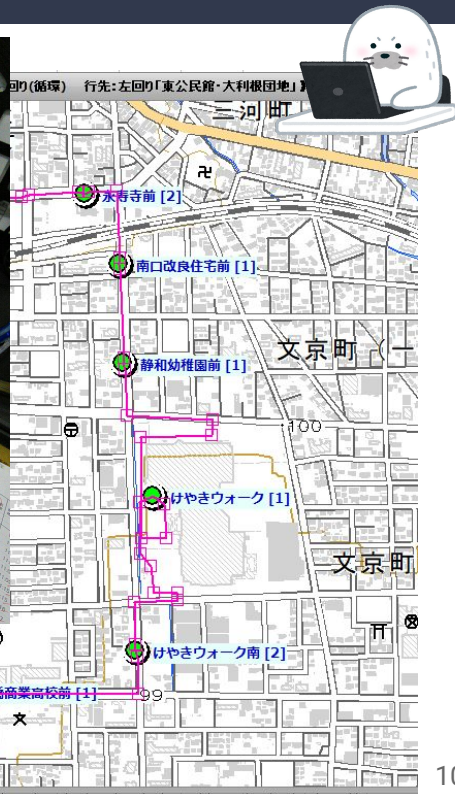 回り(循環) 行先:左回り「東公民館・大利根団地」
三河町
永寿寺前 [2]
南口改良住宅前 [1]
文京町(一
静和幼稚園前 [1]
100
けやきウォーク [1]
文京町
けやきウォーク南 [2]
商業高校前 [1]
99
文
10